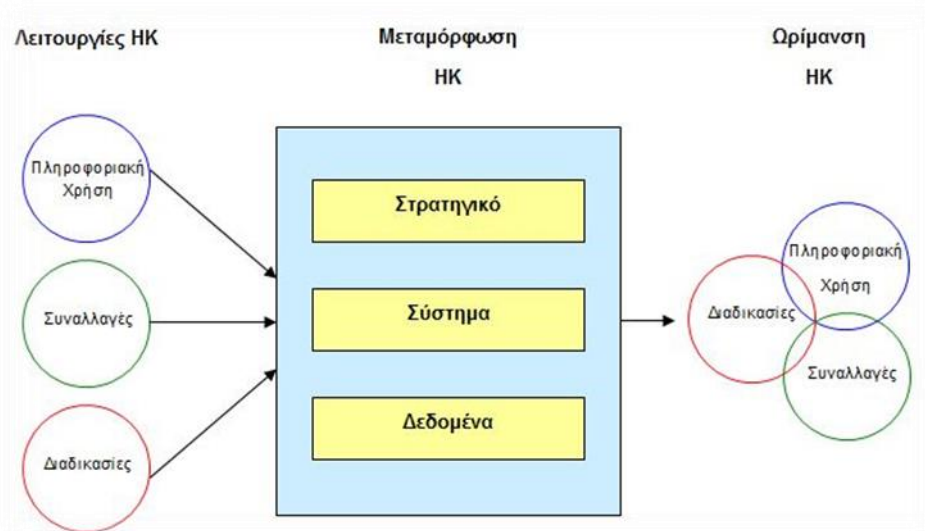 Λειτουργίες ΗΚ
Μεταμόρφωση
ΗΚ
Ωρίμανση
ΗΚ
Πληροφοριακή
Χρήση
Συναλλαγές
Διαδικασίες
Στρατηγικό
Σύστημα
Δεδομένα
Πληροφοριακή
Χρήση
Διαδικασίες
Συναλλαγές